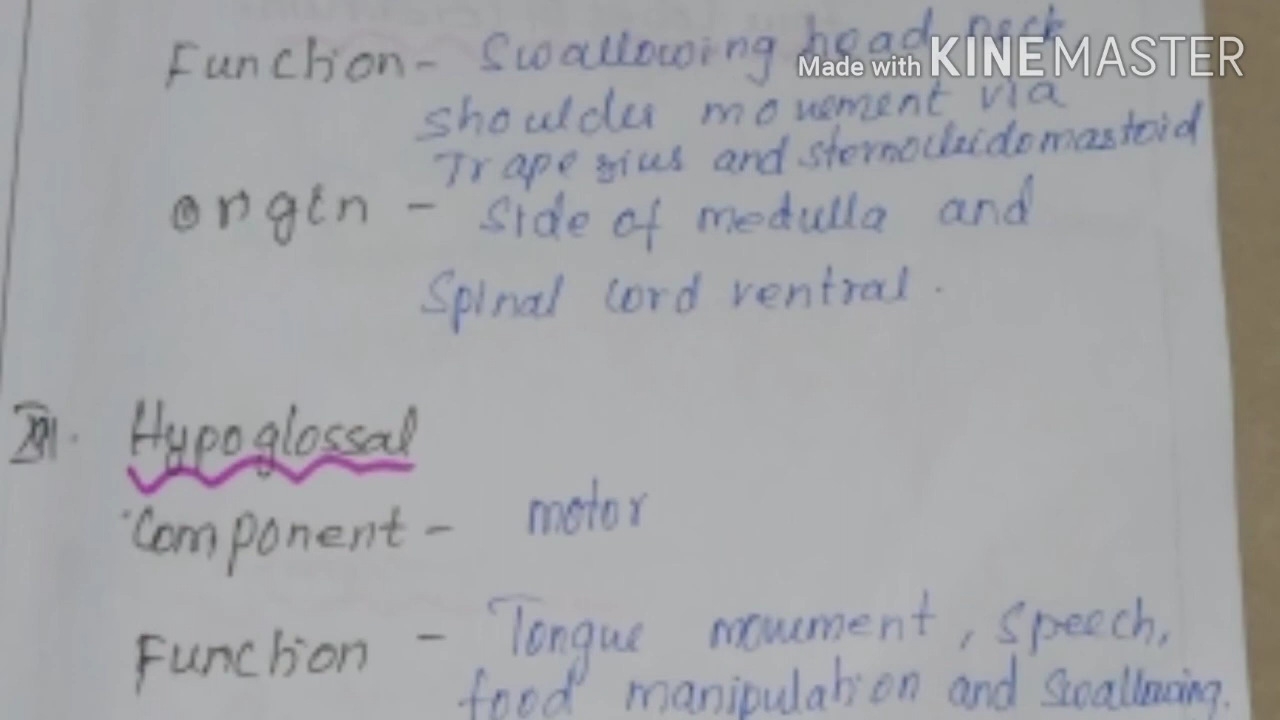 Function - Swallowing head neck
Made with KINEMASTER
shoulder movement via
Trapezius and sternocleidomastoid
orgin - Side of medulla and
Spinal cord ventral.
XII. Hypoglossal
Component - motor
Function - Tongue movement, speech,
food manipulation and swallowing.